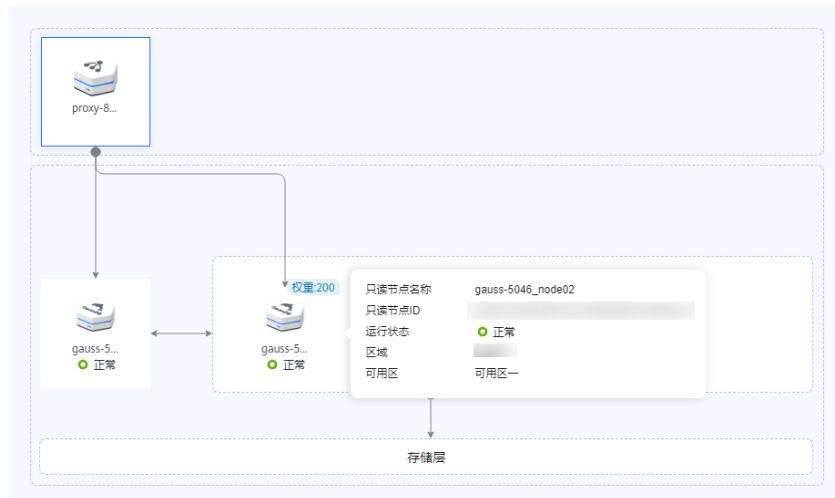 proxy-8...
权重:200
gauss-5...
正常
gauss-5...
正常
只读节点名称 gauss-5046_node02
只读节点ID
运行状态 正常
区域
可用区 可用区一
存储层